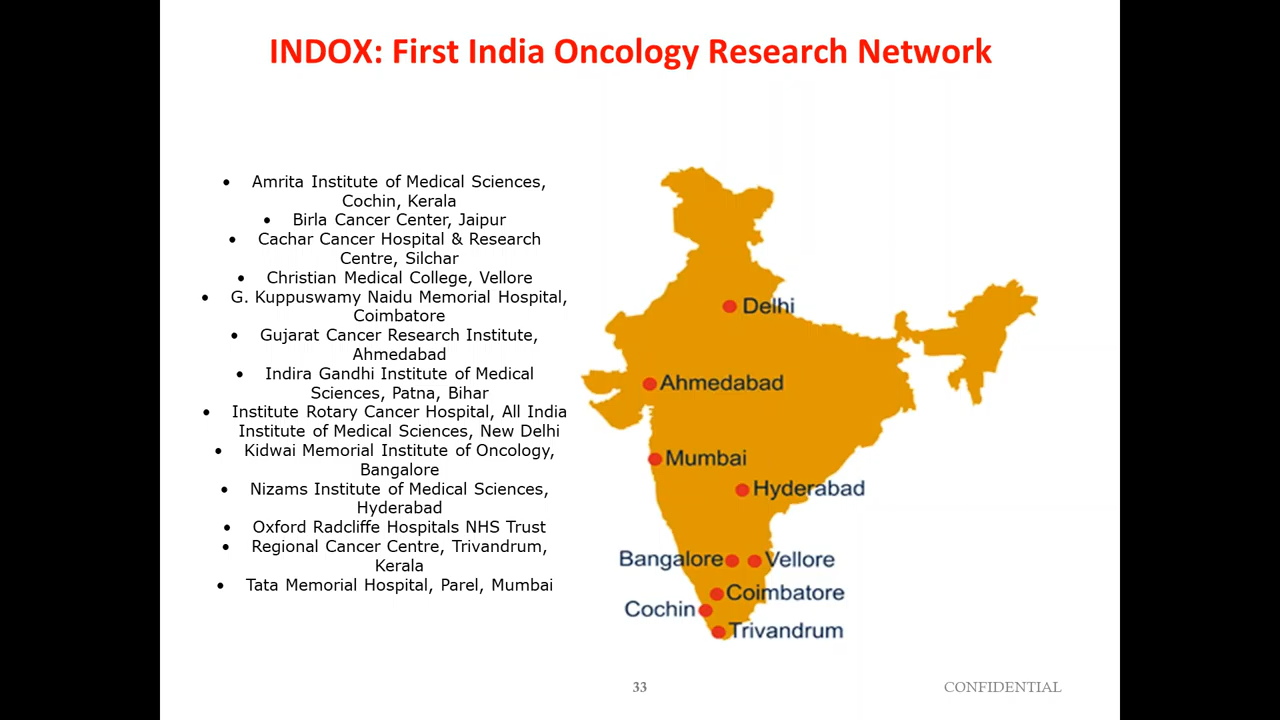 INDOX: First India Oncology Research Network
• Amrita Institute of Medical Sciences,
Cochin, Kerala
• Birla Cancer Center, Jaipur
• Cachar Cancer Hospital & Research
Centre, Silchar
• Christian Medical College, Vellore
• G. Kuppuswamy Naidu Memorial Hospital,
Coimbatore
• Gujarat Cancer Research Institute,
Ahmedabad
• Indira Gandhi Institute of Medical
Sciences, Patna, Bihar
• Institute Rotary Cancer Hospital, All India
Institute of Medical Sciences, New Delhi
• Kidwai Memorial Institute of Oncology,
Bangalore
• Nizams Institute of Medical Sciences,
Hyderabad
• Oxford Radcliffe Hospitals NHS Trust
• Regional Cancer Centre, Trivandrum,
Kerala
• Tata Memorial Hospital, Parel, Mumbai
Delhi
Ahmedabad
Mumbai
Hyderabad
Bangalore
Vellore
Coimbatore
Cochin
Trivandrum
33
CONFIDENTIAL